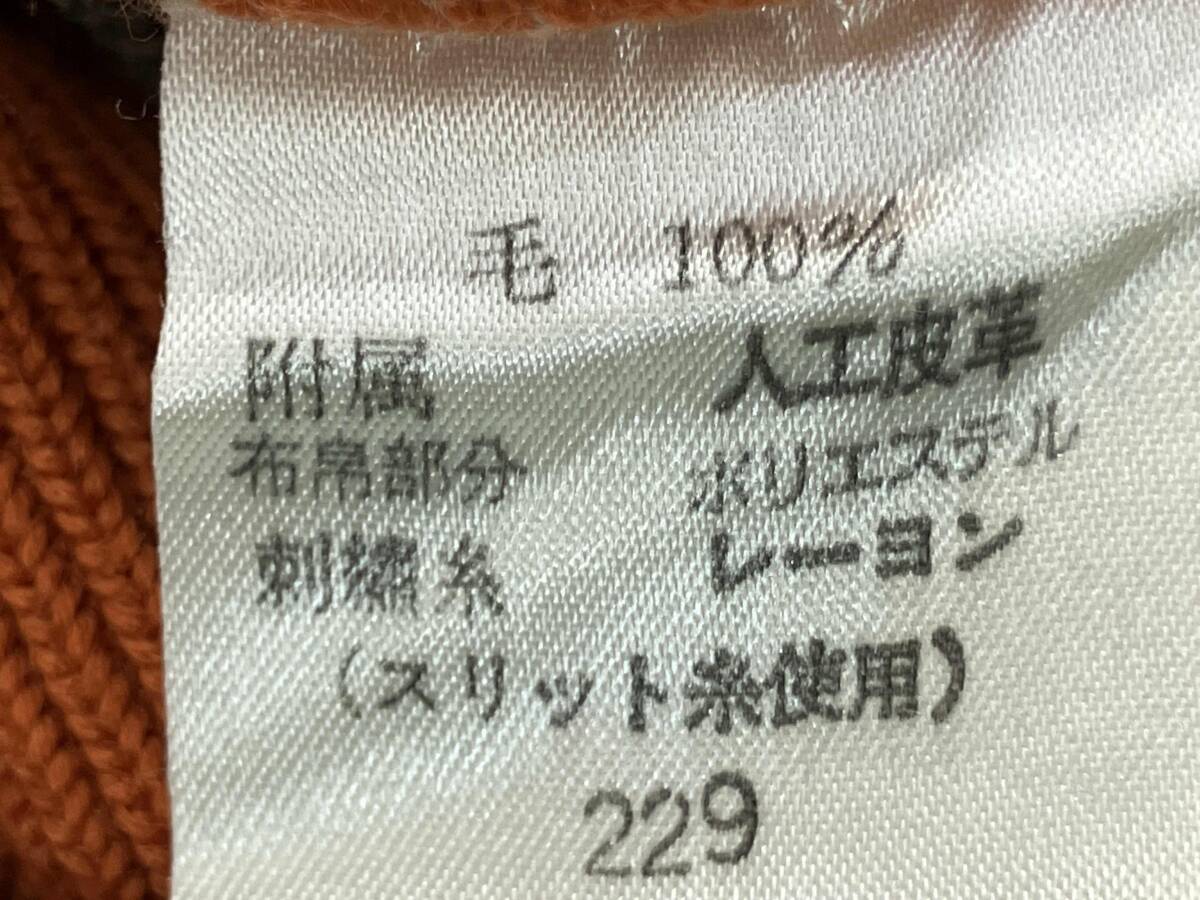 毛 100%
附属 人工皮革
布帛部分 ポリエステル
刺繍糸 レーヨン
(スリット糸使用)
229